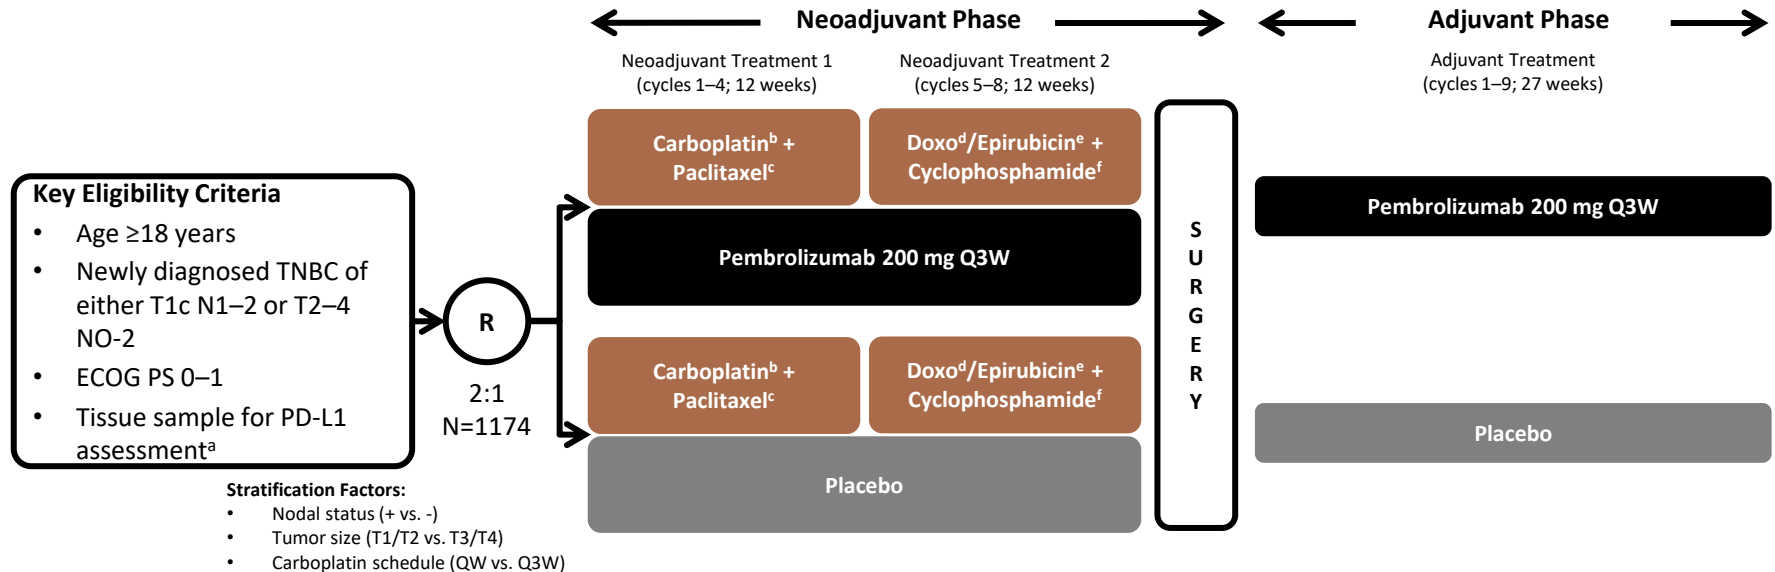 Neoadjuvant Phase
Adjuvant Phase
Neoadjuvant Treatment 1
(cycles 1–4; 12 weeks)
Neoadjuvant Treatment 2
(cycles 5–8; 12 weeks)
Adjuvant Treatment
(cycles 1–9; 27 weeks)
Key Eligibility Criteria
• Age ≥18 years
• Newly diagnosed TNBC of
either T1c N1–2 or T2–4
NO-2
• ECOG PS 0–1
• Tissue sample for PD-L1
assessmentᵃ
R
2:1
N=1174
Carboplatinᵇ +
Paclitaxelᶜ
Doxoᵈ/Epirubicinᵉ +
Cyclophosphamideᶠ
Pembrolizumab 200 mg Q3W
Carboplatinᵇ +
Paclitaxelᶜ
Doxoᵈ/Epirubicinᵉ +
Cyclophosphamideᶠ
Placebo
S
U
R
G
E
R
Y
Pembrolizumab 200 mg Q3W
Placebo
Stratification Factors:
• Nodal status (+ vs. -)
• Tumor size (T1/T2 vs. T3/T4)
• Carboplatin schedule (QW vs. Q3W)